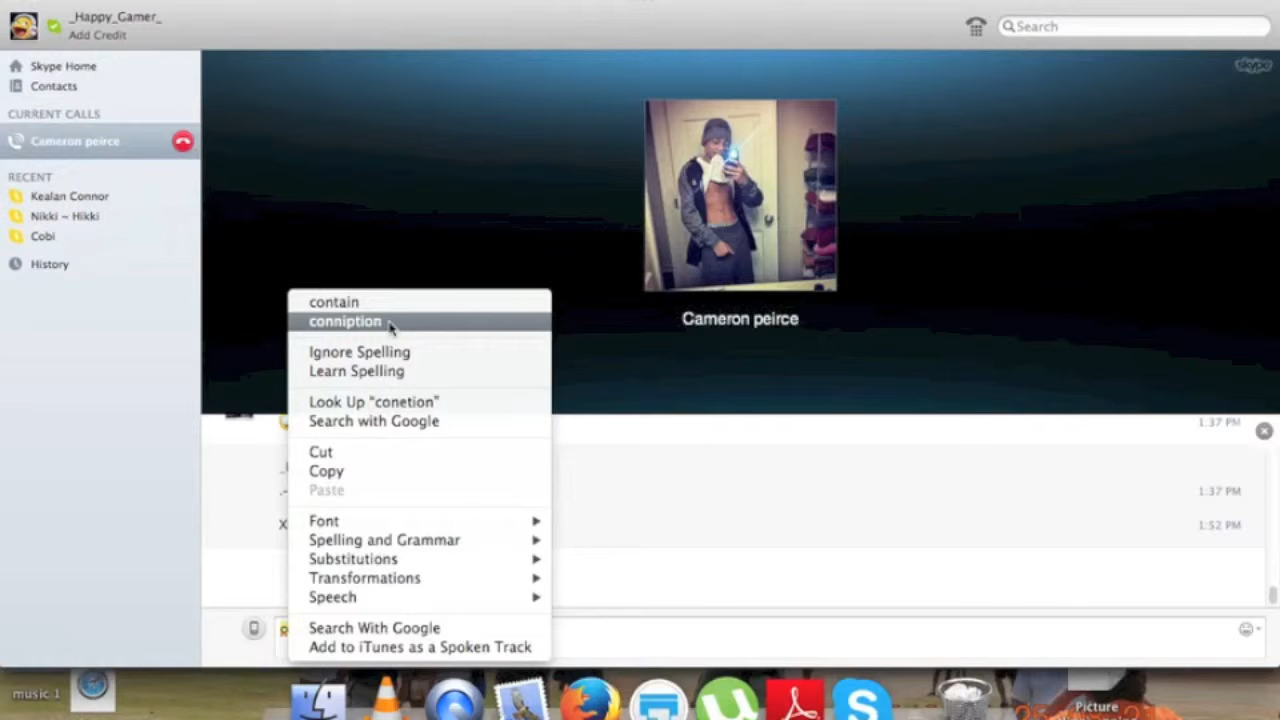 _Happy_Gamer_
Add Credit
Search
Skype Home
Contacts
CURRENT CALLS
Cameron peirce
RECENT
Kealan Connor
Nikki ~ Hikki
Cobi
History
skype
Cameron peirce
contain
conniption
Ignore Spelling
Learn Spelling
Look Up "conetion"
Search with Google
Cut
Copy
Paste
Font
Spelling and Grammar
Substitutions
Transformations
Speech
Search With Google
Add to iTunes as a Spoken Track
1:37 PM
1:37 PM
X 1:52 PM
music 1
Picture